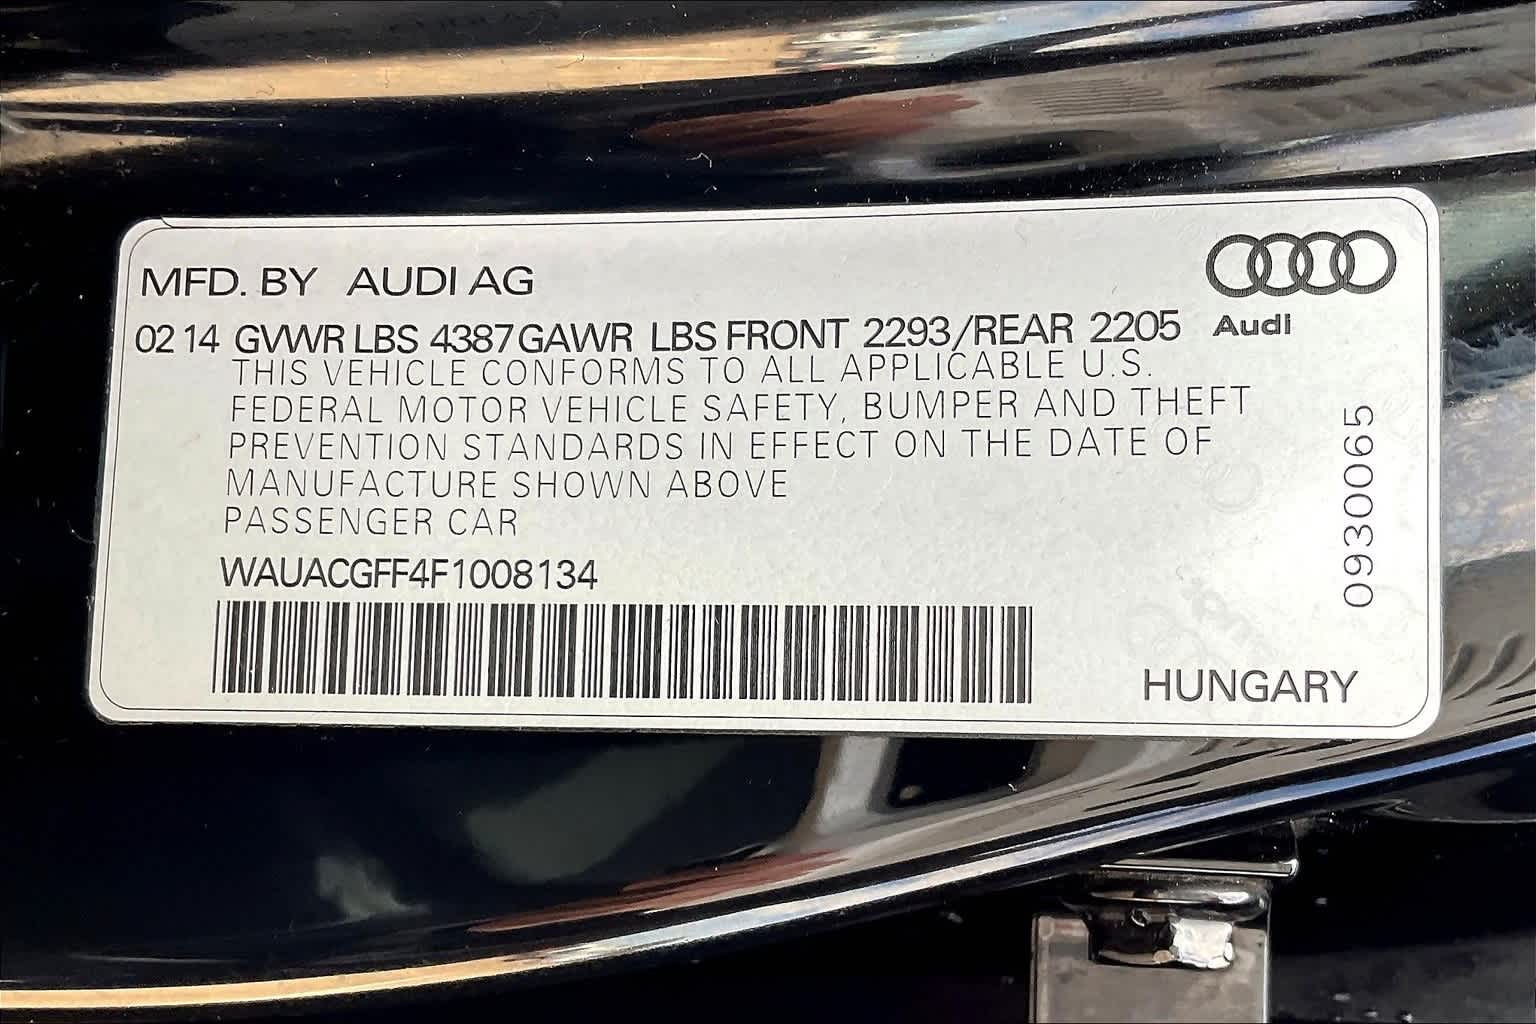 MFD. BY AUDI AG
Audi
02 14 GVWR LBS 4387 GAWR LBS FRONT 2293/REAR 2205
THIS VEHICLE CONFORMS TO ALL APPLICABLE U.S.
FEDERAL MOTOR VEHICLE SAFETY, BUMPER AND THEFT
PREVENTION STANDARDS IN EFFECT ON THE DATE OF
MANUFACTURE SHOWN ABOVE
PASSENGER CAR
WAUACGFF4F1008134
HUNGARY
0930065